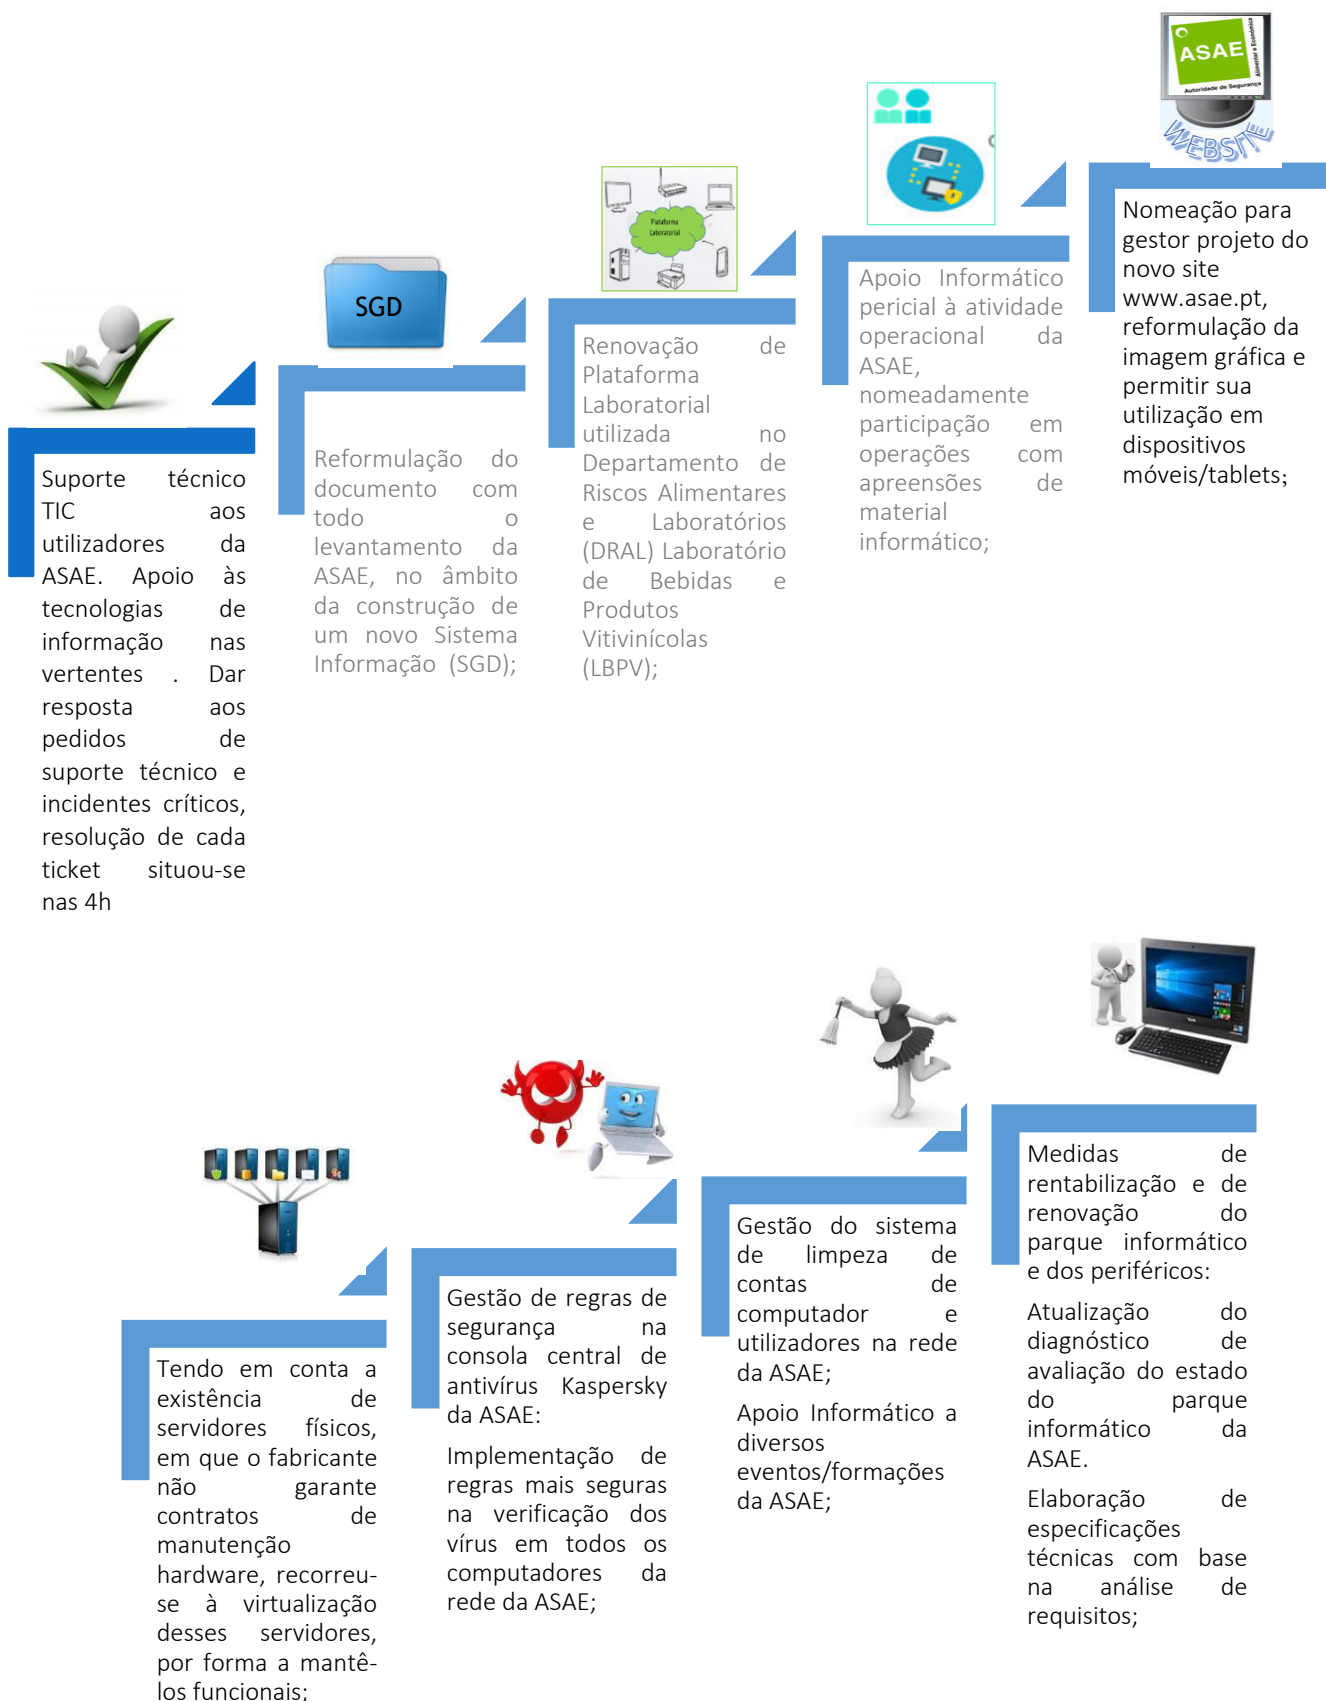 ASAE
Alimentar e Económica
Autoridade de Segurança
WEBSITE
Nomeação para
gestor projeto do
novo site
www.asae.pt,
reformulação da
imagem gráfica e
permitir sua
utilização em
dispositivos
móveis/tablets;
Apoio Informático
pericial à atividade
operacional da
ASAE,
nomeadamente
participação em
operações com
apreensões de
material
informático;
Plataforma
Laboratorial
Renovação de
Plataforma
Laboratorial
utilizada no
Departamento de
Riscos Alimentares
e Laboratórios
(DRAL) Laboratório
de Bebidas e
Produtos
Vitivinícolas
(LBPV);
SGD
Reformulação do
documento com
todo o
levantamento da
ASAE, no âmbito
da construção de
um novo Sistema
Informação (SGD);
Suporte técnico
TIC aos
utilizadores da
ASAE. Apoio às
tecnologias de
informação nas
vertentes . Dar
resposta aos
pedidos de
suporte técnico e
incidentes críticos,
resolução de cada
ticket situou-se
nas 4h
Tendo em conta a
existência de
servidores físicos,
em que o fabricante
não garante
contratos de
manutenção
hardware, recorreu-
se à virtualização
desses servidores,
por forma a mantê-
los funcionais;
Gestão de regras de
segurança na
consola central de
antivírus Kaspersky
da ASAE:
Implementação de
regras mais seguras
na verificação dos
vírus em todos os
computadores da
rede da ASAE;
Gestão do sistema
de limpeza de
contas de
computador e
utilizadores na rede
da ASAE;
Apoio Informático a
diversos
eventos/formações
da ASAE;
Medidas de
rentabilização e de
renovação do
parque informático
e dos periféricos:
Atualização do
diagnóstico de
avaliação do estado
do parque
informático da
ASAE.
Elaboração de
especificações
técnicas com base
na análise de
requisitos;